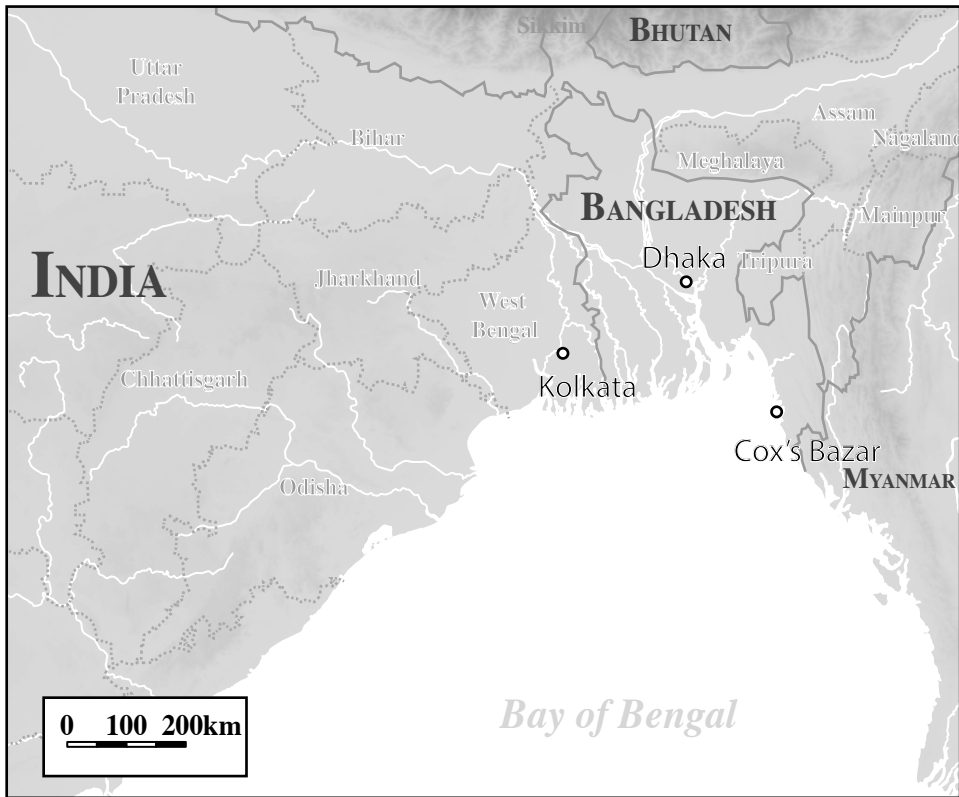 Sikkim
BHUTAN
Uttar
Pradesh
Assam
Bihar
Nagaland
Meghalaya
BANGLADESH
Mainpur
Dhaka
Tripura
INDIA
Jharkhand
West
Bengal
Chhattisgarh
Kolkata
Cox's Bazar
MYANMAR
Odisha
Bay of Bengal
0 100 200km